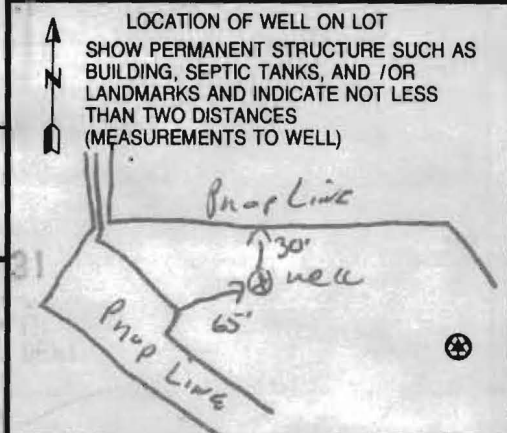 LOCATION OF WELL ON LOT
SHOW PERMANENT STRUCTURE SUCH AS
BUILDING, SEPTIC TANKS, AND /OR
LANDMARKS AND INDICATE NOT LESS
THAN TWO DISTANCES
(MEASUREMENTS TO WELL)
N
Prop Line
30'
well
31
65'
Prop Line